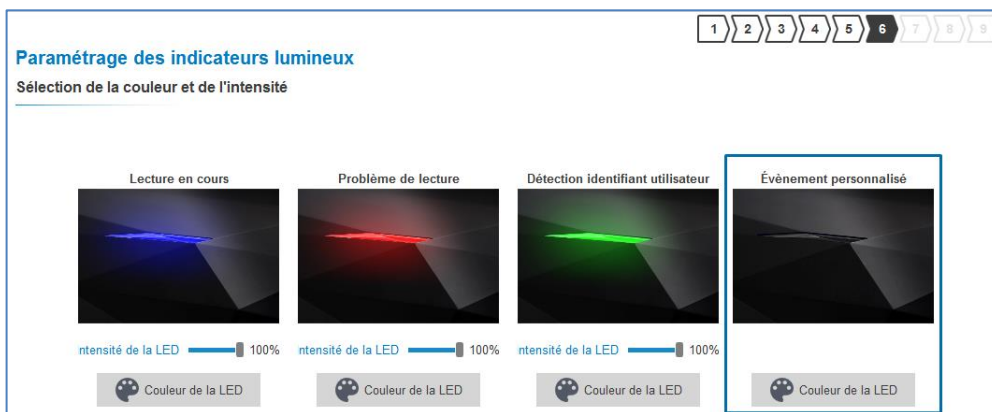 1 2 3 4 5 6 7 8 9
Paramétrage des indicateurs lumineux
Sélection de la couleur et de l'intensité
Lecture en cours Problème de lecture Détection identifiant utilisateur Évènement personnalisé
ntensité de la LED 100% ntensité de la LED 100% ntensité de la LED 100%
Couleur de la LED Couleur de la LED Couleur de la LED Couleur de la LED